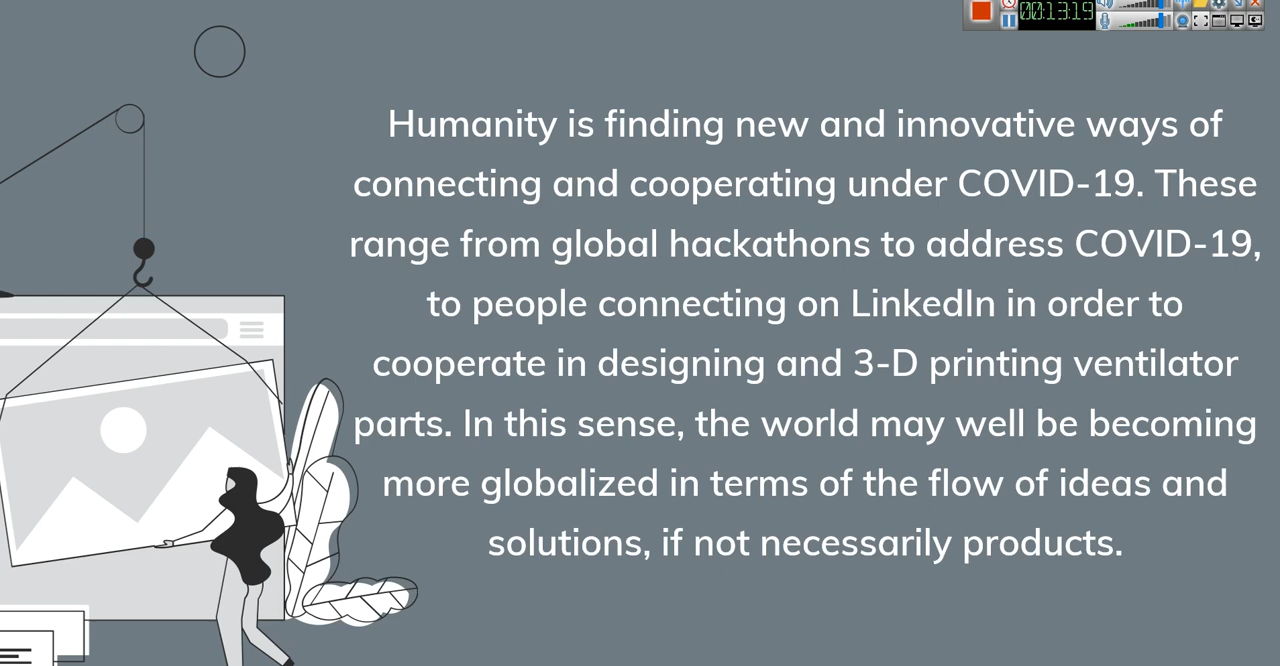 00:13:19
Humanity is finding new and innovative ways of
connecting and cooperating under COVID-19. These
range from global hackathons to address COVID-19,
to people connecting on LinkedIn in order to
cooperate in designing and 3-D printing ventilator
parts. In this sense, the world may well be becoming
more globalized in terms of the flow of ideas and
solutions, if not necessarily products.